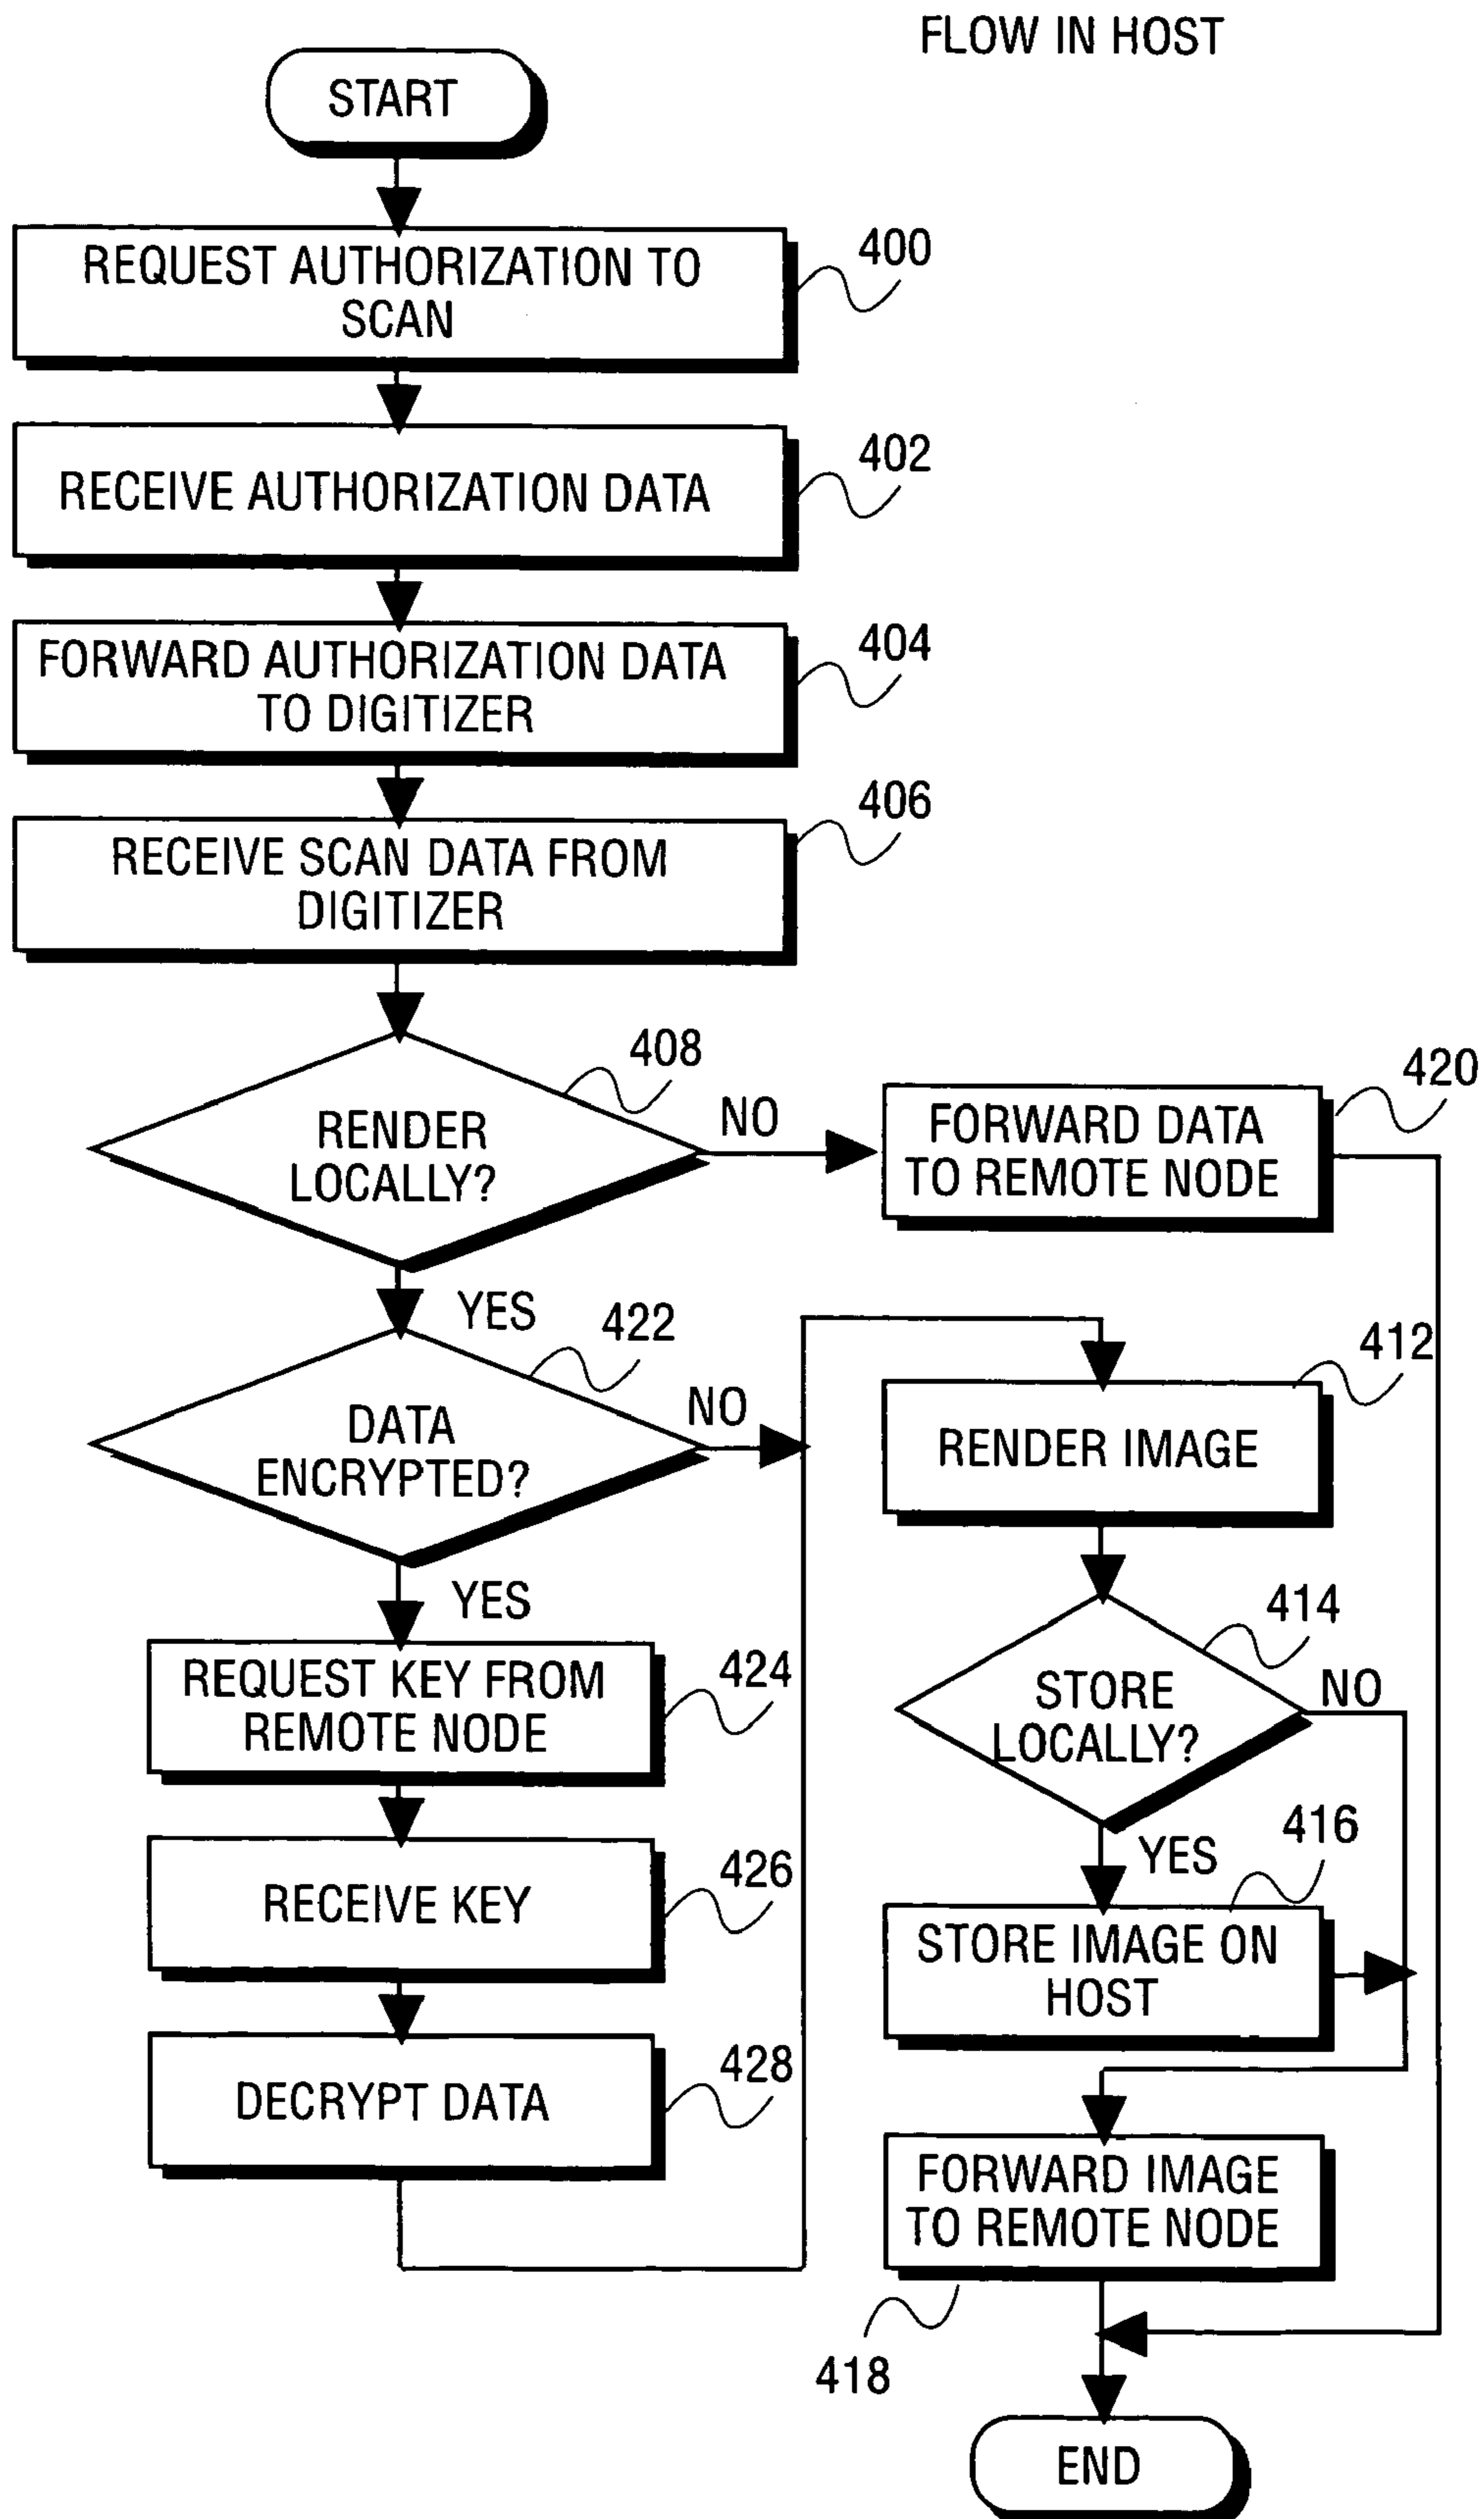 FLOW IN HOST
START
REQUEST AUTHORIZATION TO
SCAN
400
RECEIVE AUTHORIZATION DATA
402
FORWARD AUTHORIZATION DATA
TO DIGITIZER
404
RECEIVE SCAN DATA FROM
DIGITIZER
406
RENDER
LOCALLY?
408
NO
FORWARD DATA
TO REMOTE NODE
420
YES
DATA
ENCRYPTED?
422
NO
RENDER IMAGE
412
YES
REQUEST KEY FROM
REMOTE NODE
424
STORE
LOCALLY?
414
NO
RECEIVE KEY
426
YES
STORE IMAGE ON
HOST
416
DECRYPT DATA
428
FORWARD IMAGE
TO REMOTE NODE
418
END